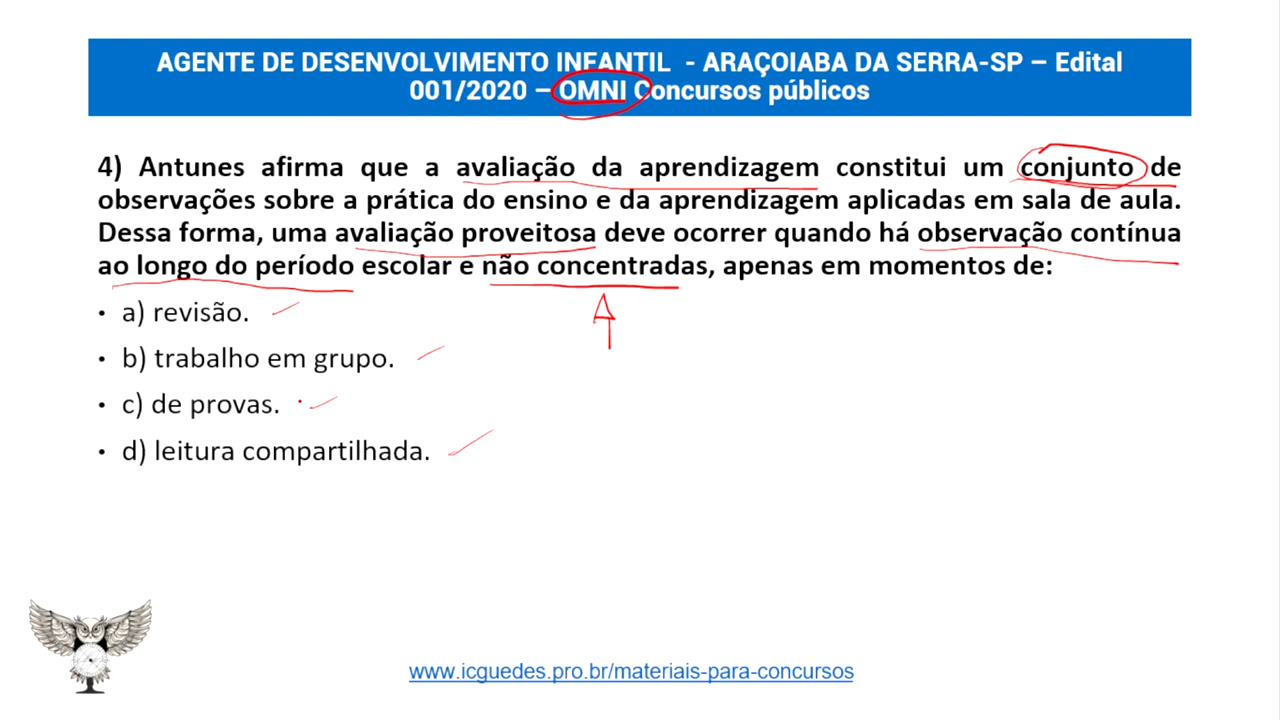 AGENTE DE DESENVOLVIMENTO INFANTIL - ARAÇOIABA DA SERRA-SP – Edital
001/2020 – OMNI Concursos públicos
4) Antunes afirma que a avaliação da aprendizagem constitui um conjunto de
observações sobre a prática do ensino e da aprendizagem aplicadas em sala de aula.
Dessa forma, uma avaliação proveitosa deve ocorrer quando há observação contínua
ao longo do período escolar e não concentradas, apenas em momentos de:
• a) revisão.
• b) trabalho em grupo.
• c) de provas.
• d) leitura compartilhada.
www.icguedes.pro.br/materiais-para-concursos